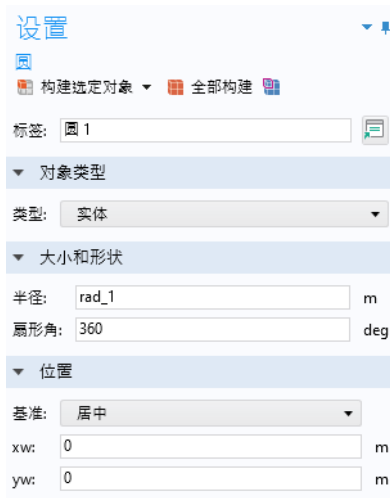 设置
圆
构建选定对象 全部构建
标签: 圆 1
对象类型
类型: 实体
大小和形状
半径: rad_1 m
扇形角: 360 deg
位置
基准: 居中
xw: 0 m
yw: 0 m